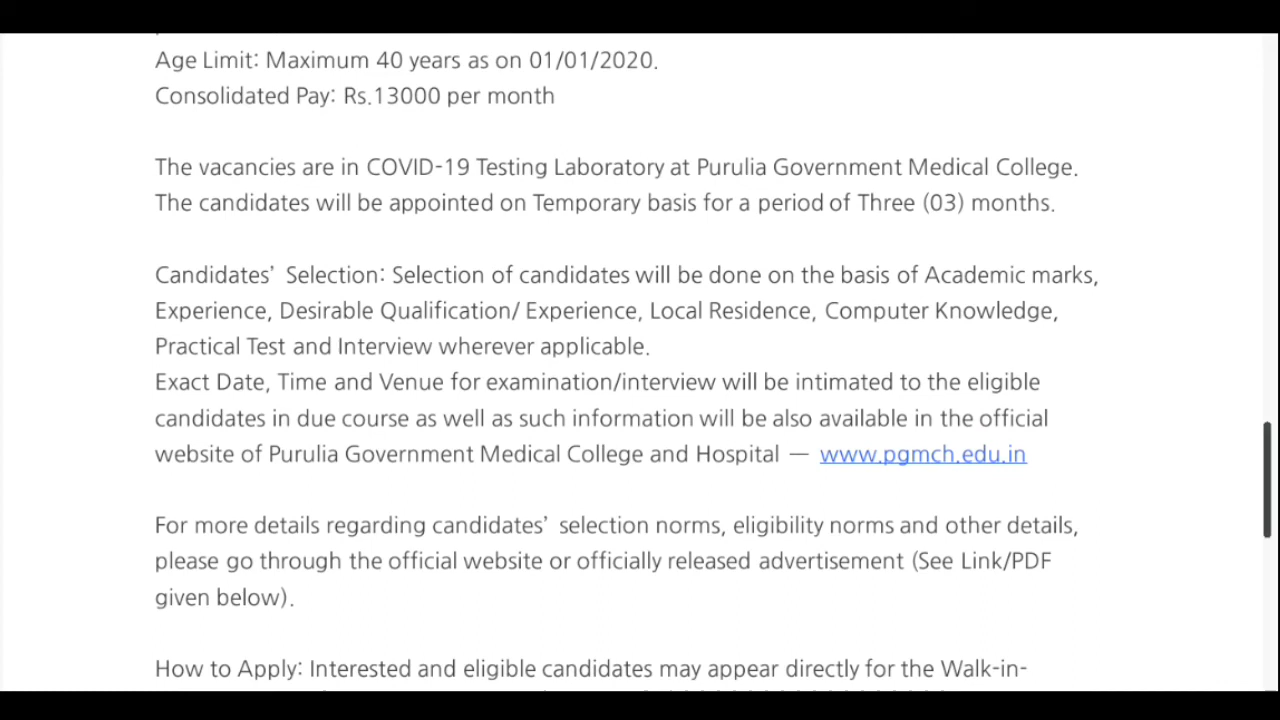 Age Limit: Maximum 40 years as on 01/01/2020.
Consolidated Pay: Rs.13000 per month
The vacancies are in COVID-19 Testing Laboratory at Purulia Government Medical College.
The candidates will be appointed on Temporary basis for a period of Three (03) months.
Candidates’ Selection: Selection of candidates will be done on the basis of Academic marks,
Experience, Desirable Qualification/ Experience, Local Residence, Computer Knowledge,
Practical Test and Interview wherever applicable.
Exact Date, Time and Venue for examination/interview will be intimated to the eligible
candidates in due course as well as such information will be also available in the official
website of Purulia Government Medical College and Hospital — www.pgmch.edu.in
For more details regarding candidates’ selection norms, eligibility norms and other details,
please go through the official website or officially released advertisement (See Link/PDF
given below).
How to Apply: Interested and eligible candidates may appear directly for the Walk-in-